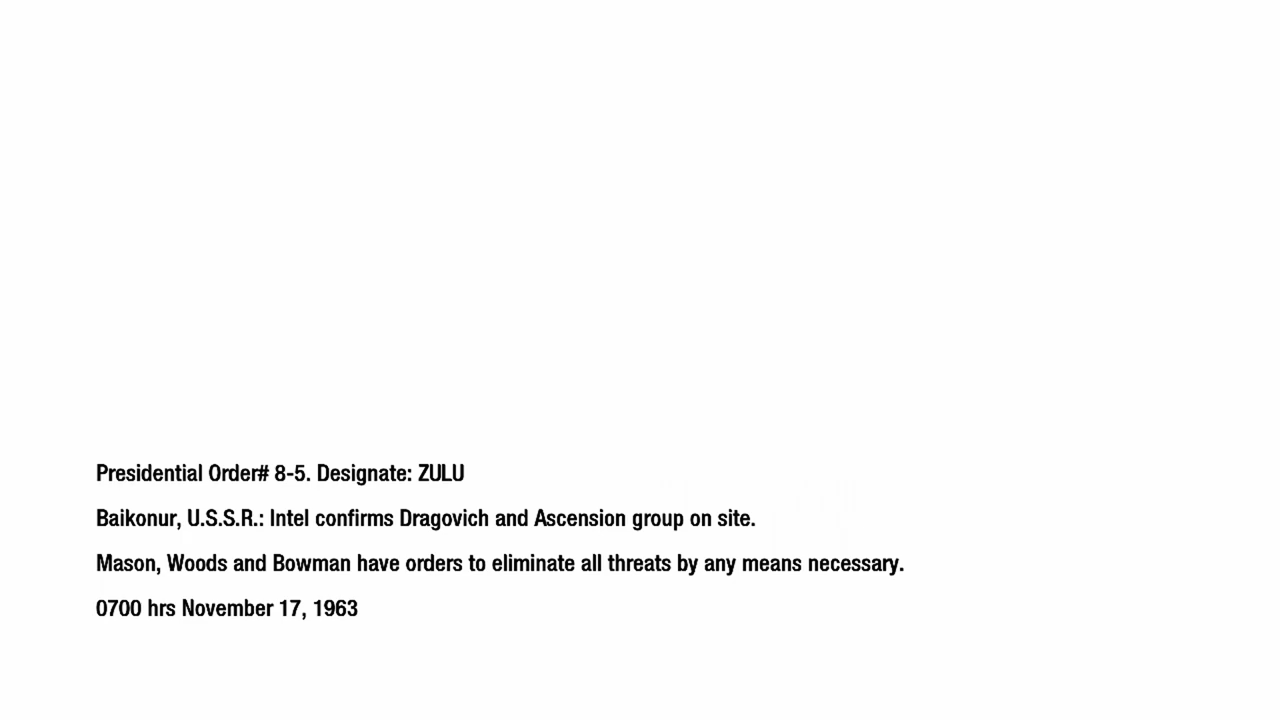 Presidential Order# 8-5. Designate: ZULU
Baikonur, U.S.S.R.: Intel confirms Dragovich and Ascension group on site.
Mason, Woods and Bowman have orders to eliminate all threats by any means necessary.
0700 hrs November 17, 1963